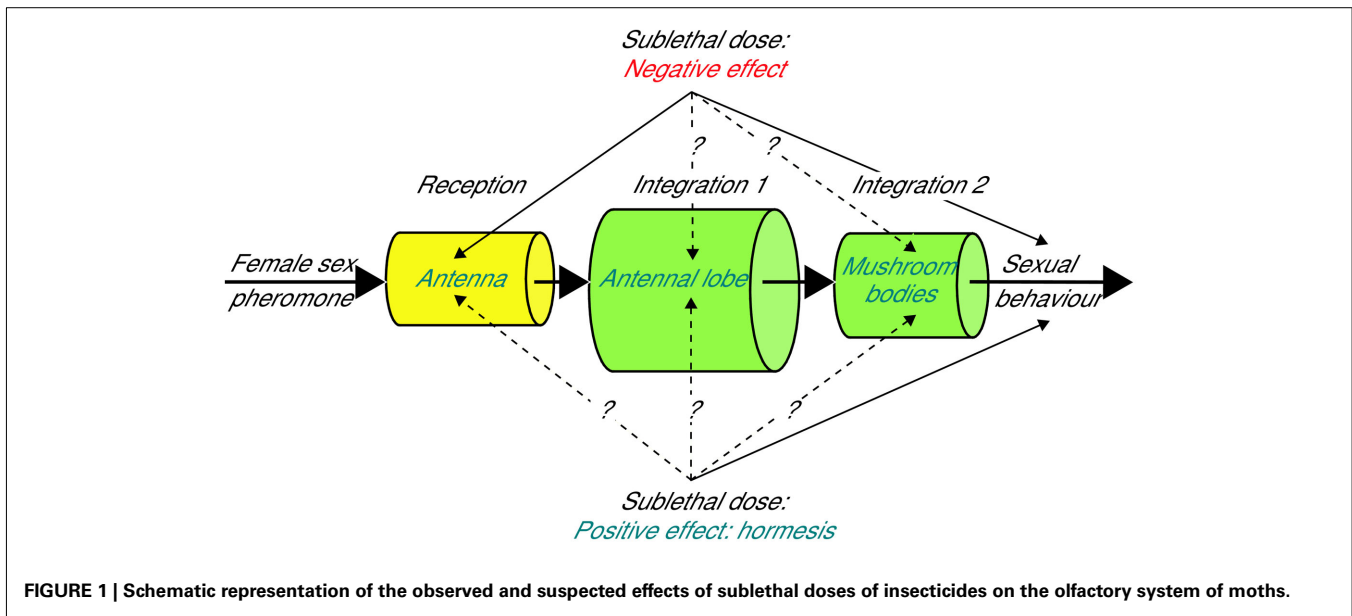 Sublethal dose:
Negative effect
?
?
Reception
Integration 1
Integration 2
Female sex
pheromone
Antenna
Antennal lobe
Mushroom
bodies
Sexual
behaviour
?
?
?
Sublethal dose:
Positive effect: hormesis
FIGURE 1 | Schematic representation of the observed and suspected effects of sublethal doses of insecticides on the olfactory system of moths.